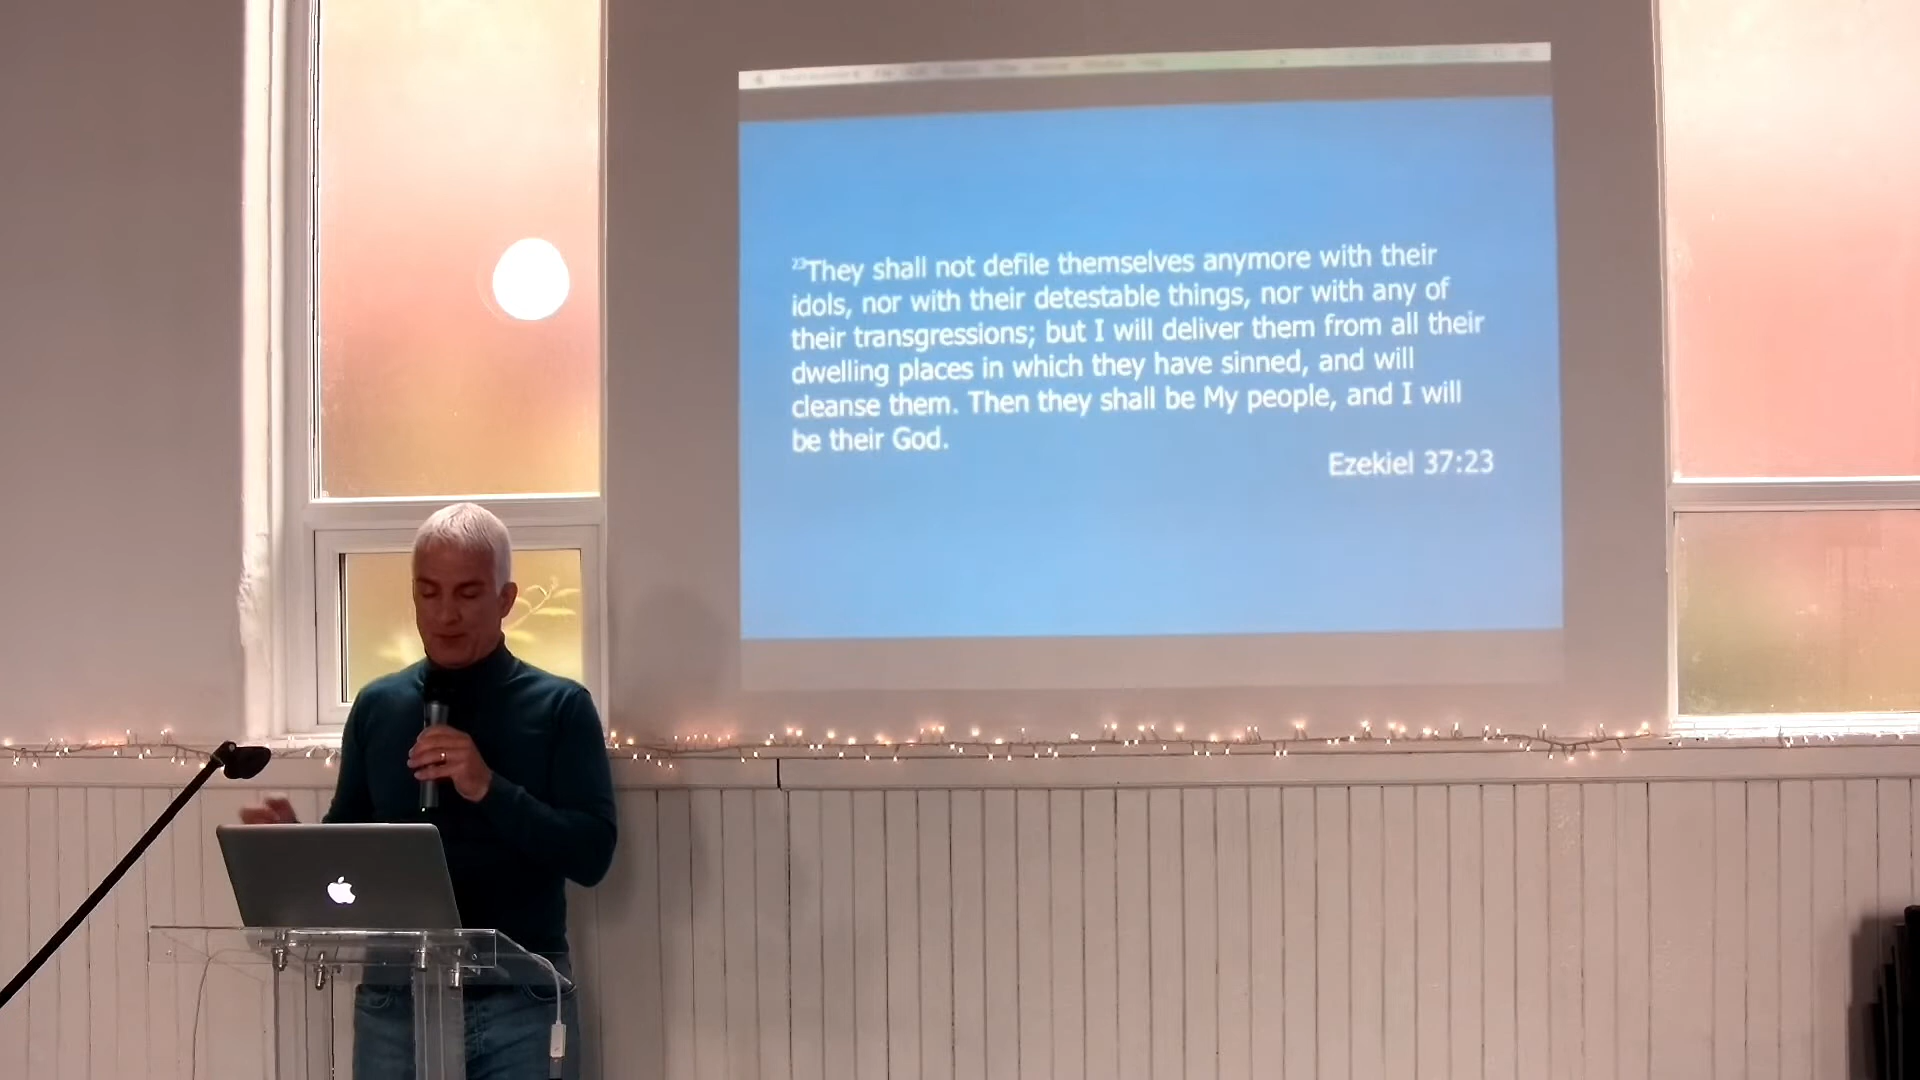 23They shall not defile themselves anymore with their
idols, nor with their detestable things, nor with any of
their transgressions; but I will deliver them from all their
dwelling places in which they have sinned, and will
cleanse them. Then they shall be My people, and I will
be their God.
Ezekiel 37:23